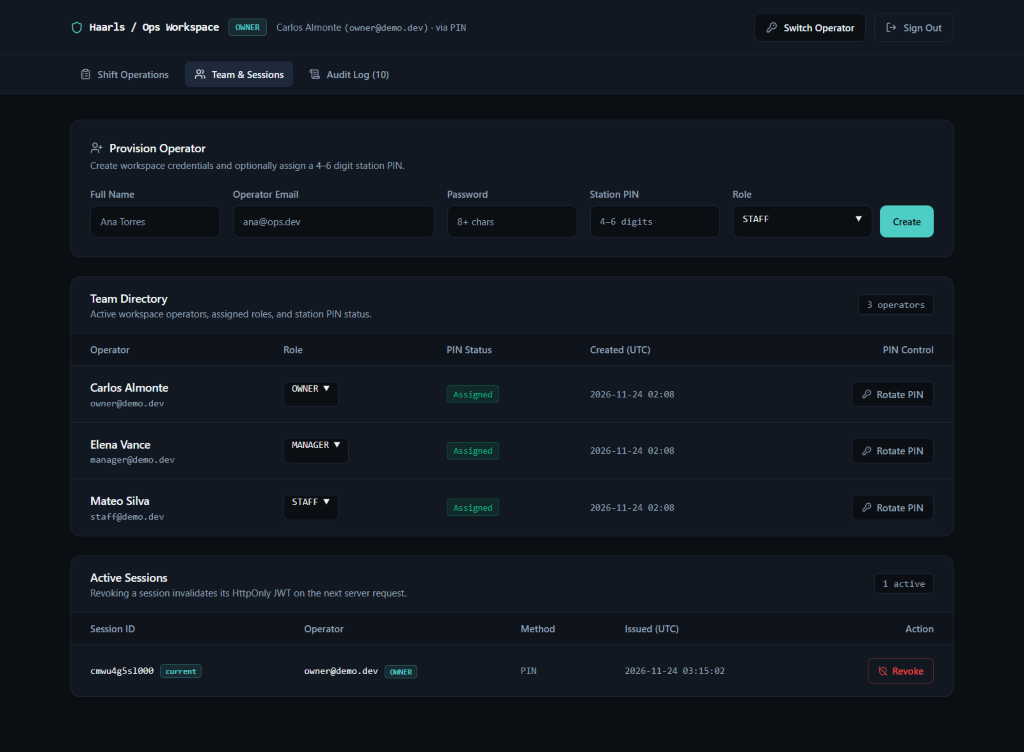 Haarls / Ops Workspace OWNER Carlos Almonte (owner@demo.dev) · via PIN Switch Operator Sign Out
Shift Operations Team & Sessions Audit Log (10)
Provision Operator
Create workspace credentials and optionally assign a 4–6 digit station PIN.
Full Name Operator Email Password Station PIN Role
Ana Torres ana@ops.dev 8+ chars 4–6 digits STAFF Create
Team Directory
Active workspace operators, assigned roles, and station PIN status.
3 operators
Operator Role PIN Status Created (UTC) PIN Control
Carlos Almonte
owner@demo.dev
OWNER Assigned 2026-11-24 02:08 Rotate PIN
Elena Vance
manager@demo.dev
MANAGER Assigned 2026-11-24 02:08 Rotate PIN
Mateo Silva
staff@demo.dev
STAFF Assigned 2026-11-24 02:08 Rotate PIN
Active Sessions
Revoking a session invalidates its HttpOnly JWT on the next server request.
1 active
Session ID Operator Method Issued (UTC) Action
cmwu4g5sl000 current owner@demo.dev OWNER PIN 2026-11-24 03:15:02 Revoke